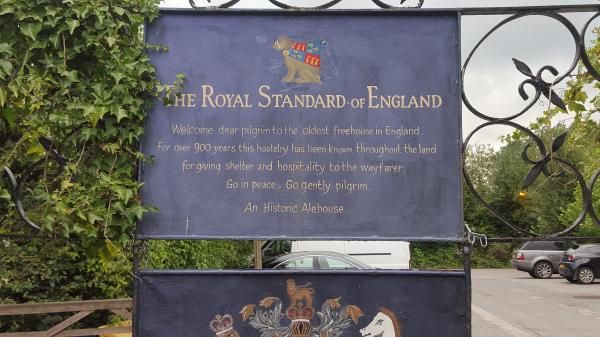 THE ROYAL STANDARD OF ENGLAND
Welcome dear pilgrim to the oldest freehouse in England.
For over 900 years this hostelry has been known throughout the land
for giving shelter and hospitality to the wayfarer.
Go in peace. Go gently pilgrim.
An Historic Alehouse.